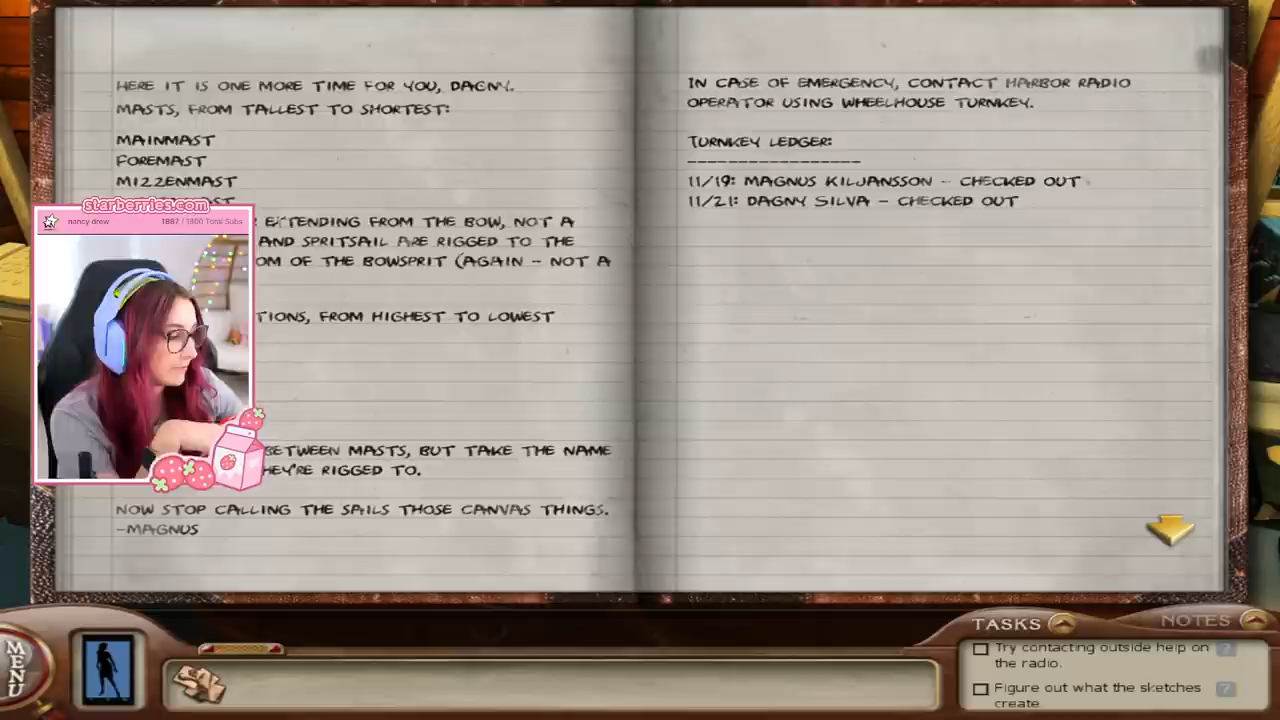 HERE IT IS ONE MORE TIME FOR YOU, DAGNY.
MASTS, FROM TALLEST TO SHORTEST:
MAINMAST
FOREMAST
MIZZENMAST
EXTENDING FROM THE BOW, NOT A
AND SPRITSAIL ARE RIGGED TO THE
OM OF THE BOWSPRIT (AGAIN - NOT A
TIONS, FROM HIGHEST TO LOWEST
BETWEEN MASTS, BUT TAKE THE NAME
HEY'RE RIGGED TO.
NOW STOP CALLING THE SAILS THOSE CANVAS THINGS.
-MAGNUS
IN CASE OF EMERGENCY, CONTACT HARBOR RADIO
OPERATOR USING WHEELHOUSE TURNKEY.
TURNKEY LEDGER:
-----------------
11/19: MAGNUS KILJANSSON - CHECKED OUT
11/21: DAGNY SILVA - CHECKED OUT
starberries.com
nancy drew 1887 / 1900 Total Subs
MENU
TASKS
NOTES
Try contacting outside help on
the radio.
Figure out what the sketches
create.